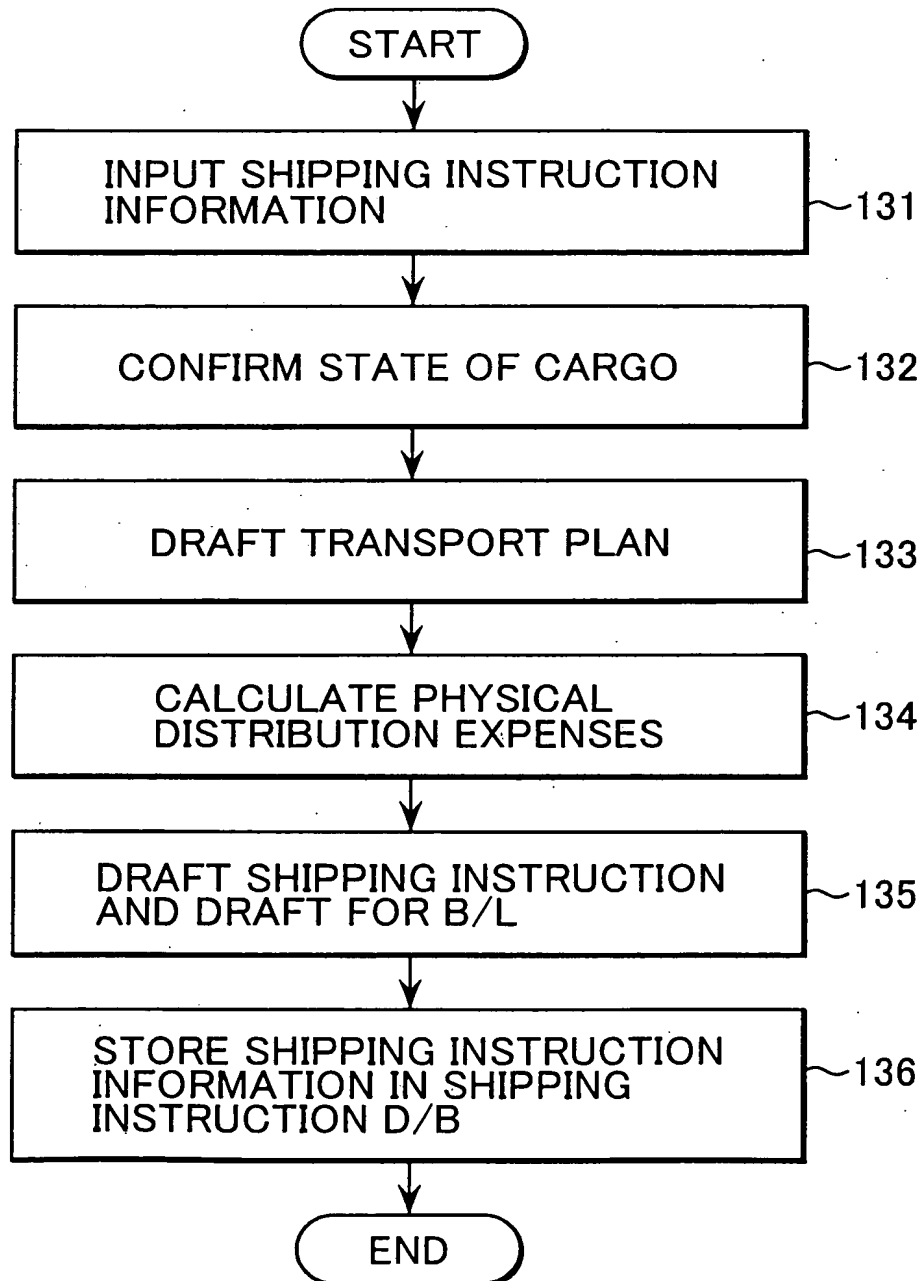 START
INPUT SHIPPING INSTRUCTION
INFORMATION
131
CONFIRM STATE OF CARGO
132
DRAFT TRANSPORT PLAN
133
CALCULATE PHYSICAL
DISTRIBUTION EXPENSES
134
DRAFT SHIPPING INSTRUCTION
AND DRAFT FOR B/L
135
STORE SHIPPING INSTRUCTION
INFORMATION IN SHIPPING
INSTRUCTION D/B
136
END